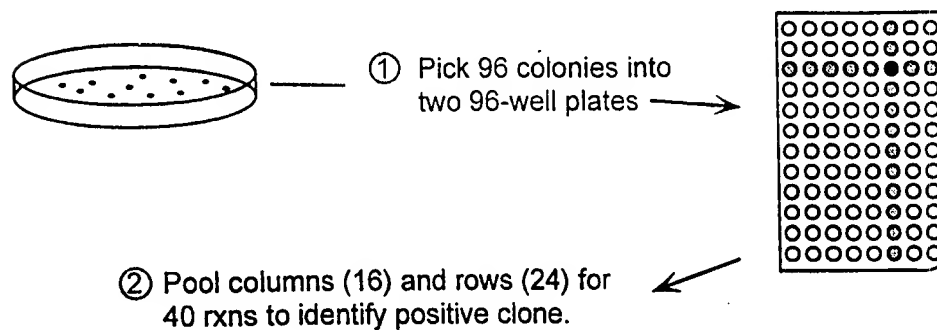 ① Pick 96 colonies into
two 96-well plates
② Pool columns (16) and rows (24) for
40 rxns to identify positive clone.